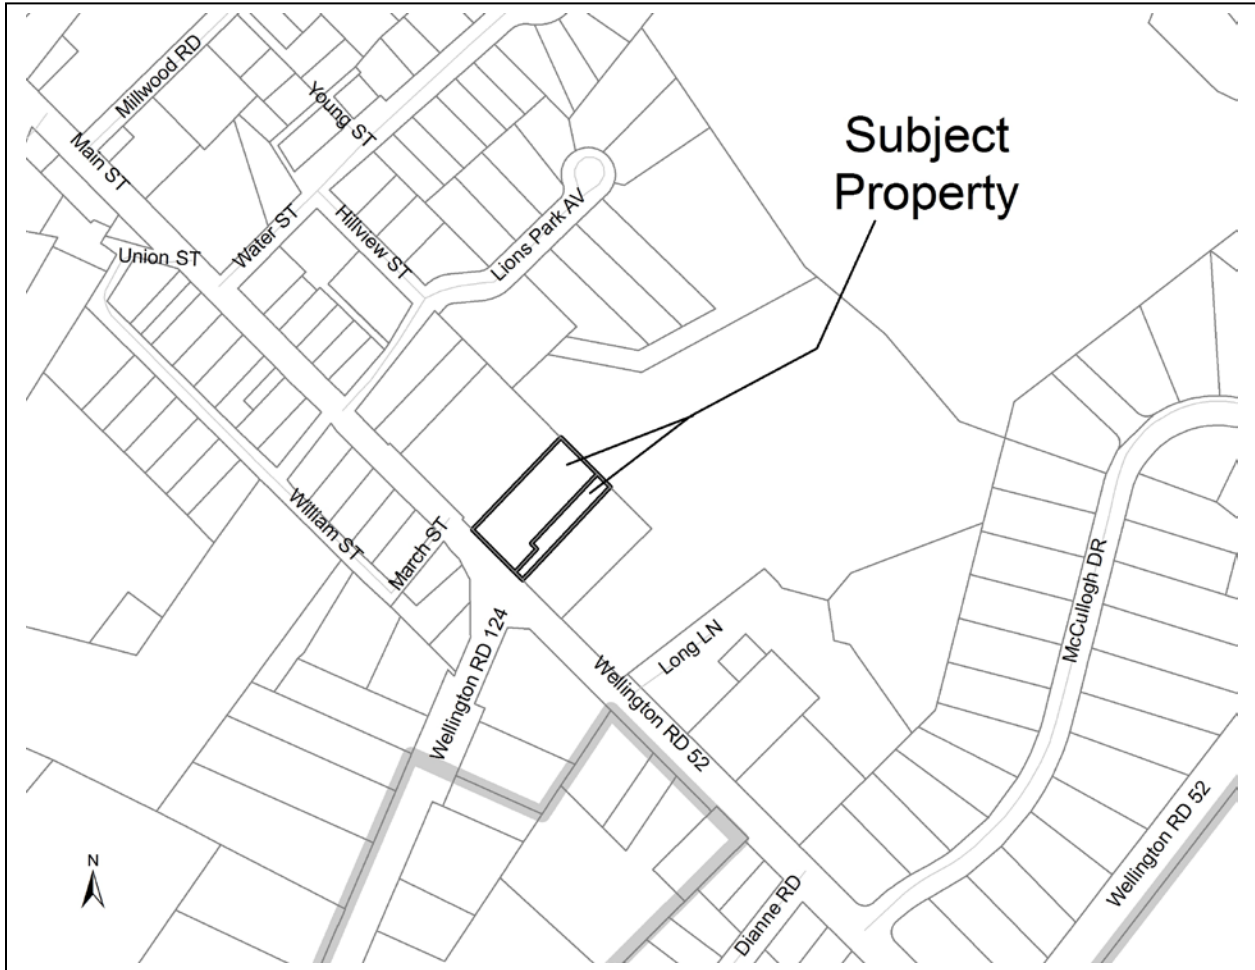 Millwood RD
Young ST
Main ST
Subject
Property
Lions Park AV
Hillview ST
Water ST
Union ST
William ST
March ST
McCullogh DR
Wellington RD 124
Long LN
Wellington RD 52
Wellington RD 52
N
Dianne RD